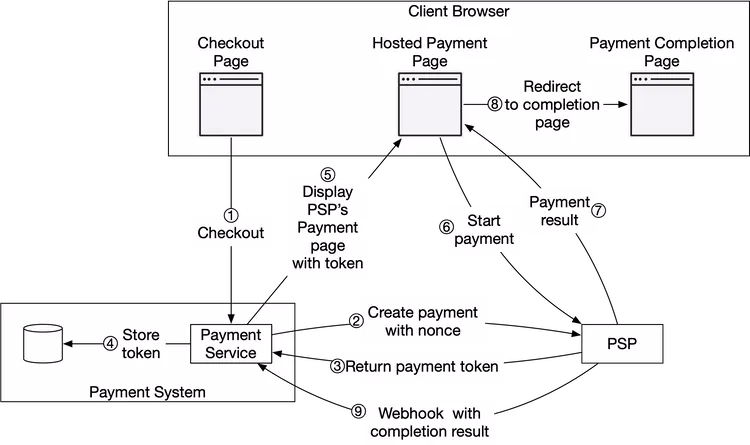 Client Browser
Checkout
Page
Hosted Payment
Page
Payment Completion
Page
⑧
Redirect
to completion
page
⑤
Display
PSP's
Payment
page
with token
①
Checkout
⑥
Start
payment
Payment
result
⑦
④
Store
token
Payment
Service
Payment System
②
Create payment
with nonce
③Return payment token
PSP
⑨
Webhook with
completion result